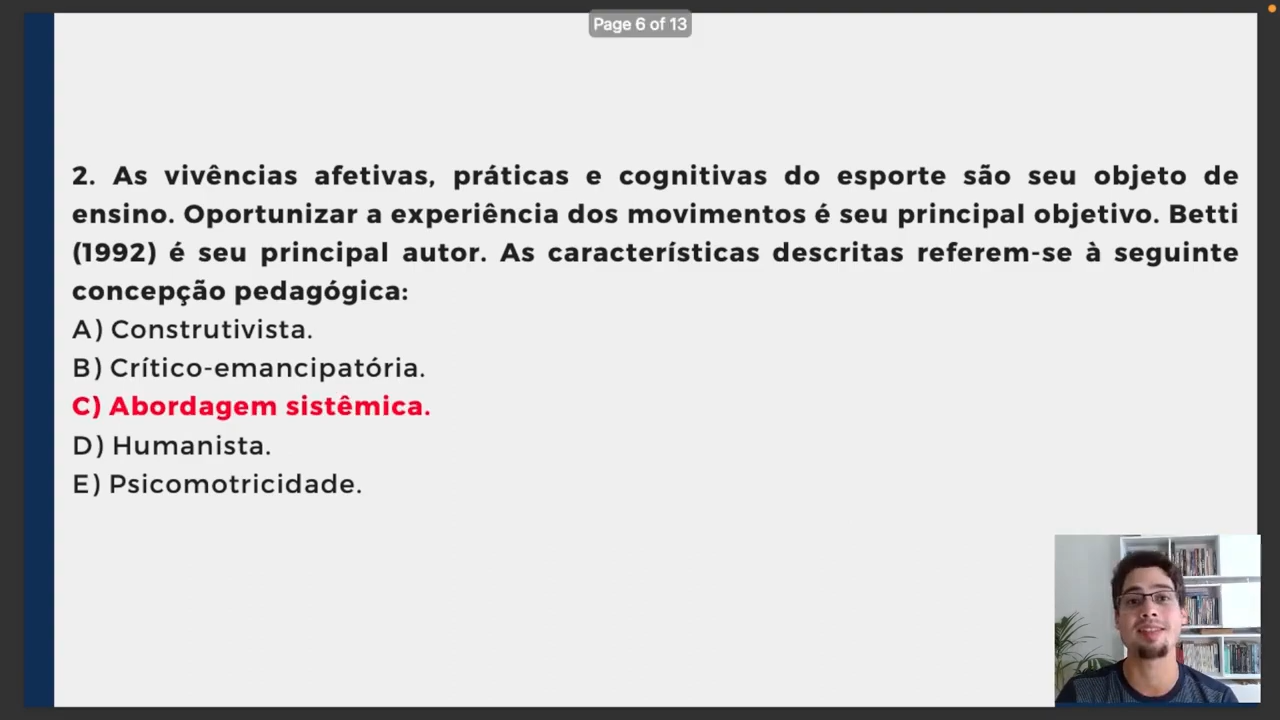 Page 6 of 13
2. As vivências afetivas, práticas e cognitivas do esporte são seu objeto de
ensino. Oportunizar a experiência dos movimentos é seu principal objetivo. Betti
(1992) é seu principal autor. As características descritas referem-se à seguinte
concepção pedagógica:
A) Construtivista.
B) Crítico-emancipatória.
C) Abordagem sistêmica.
D) Humanista.
E) Psicomotricidade.